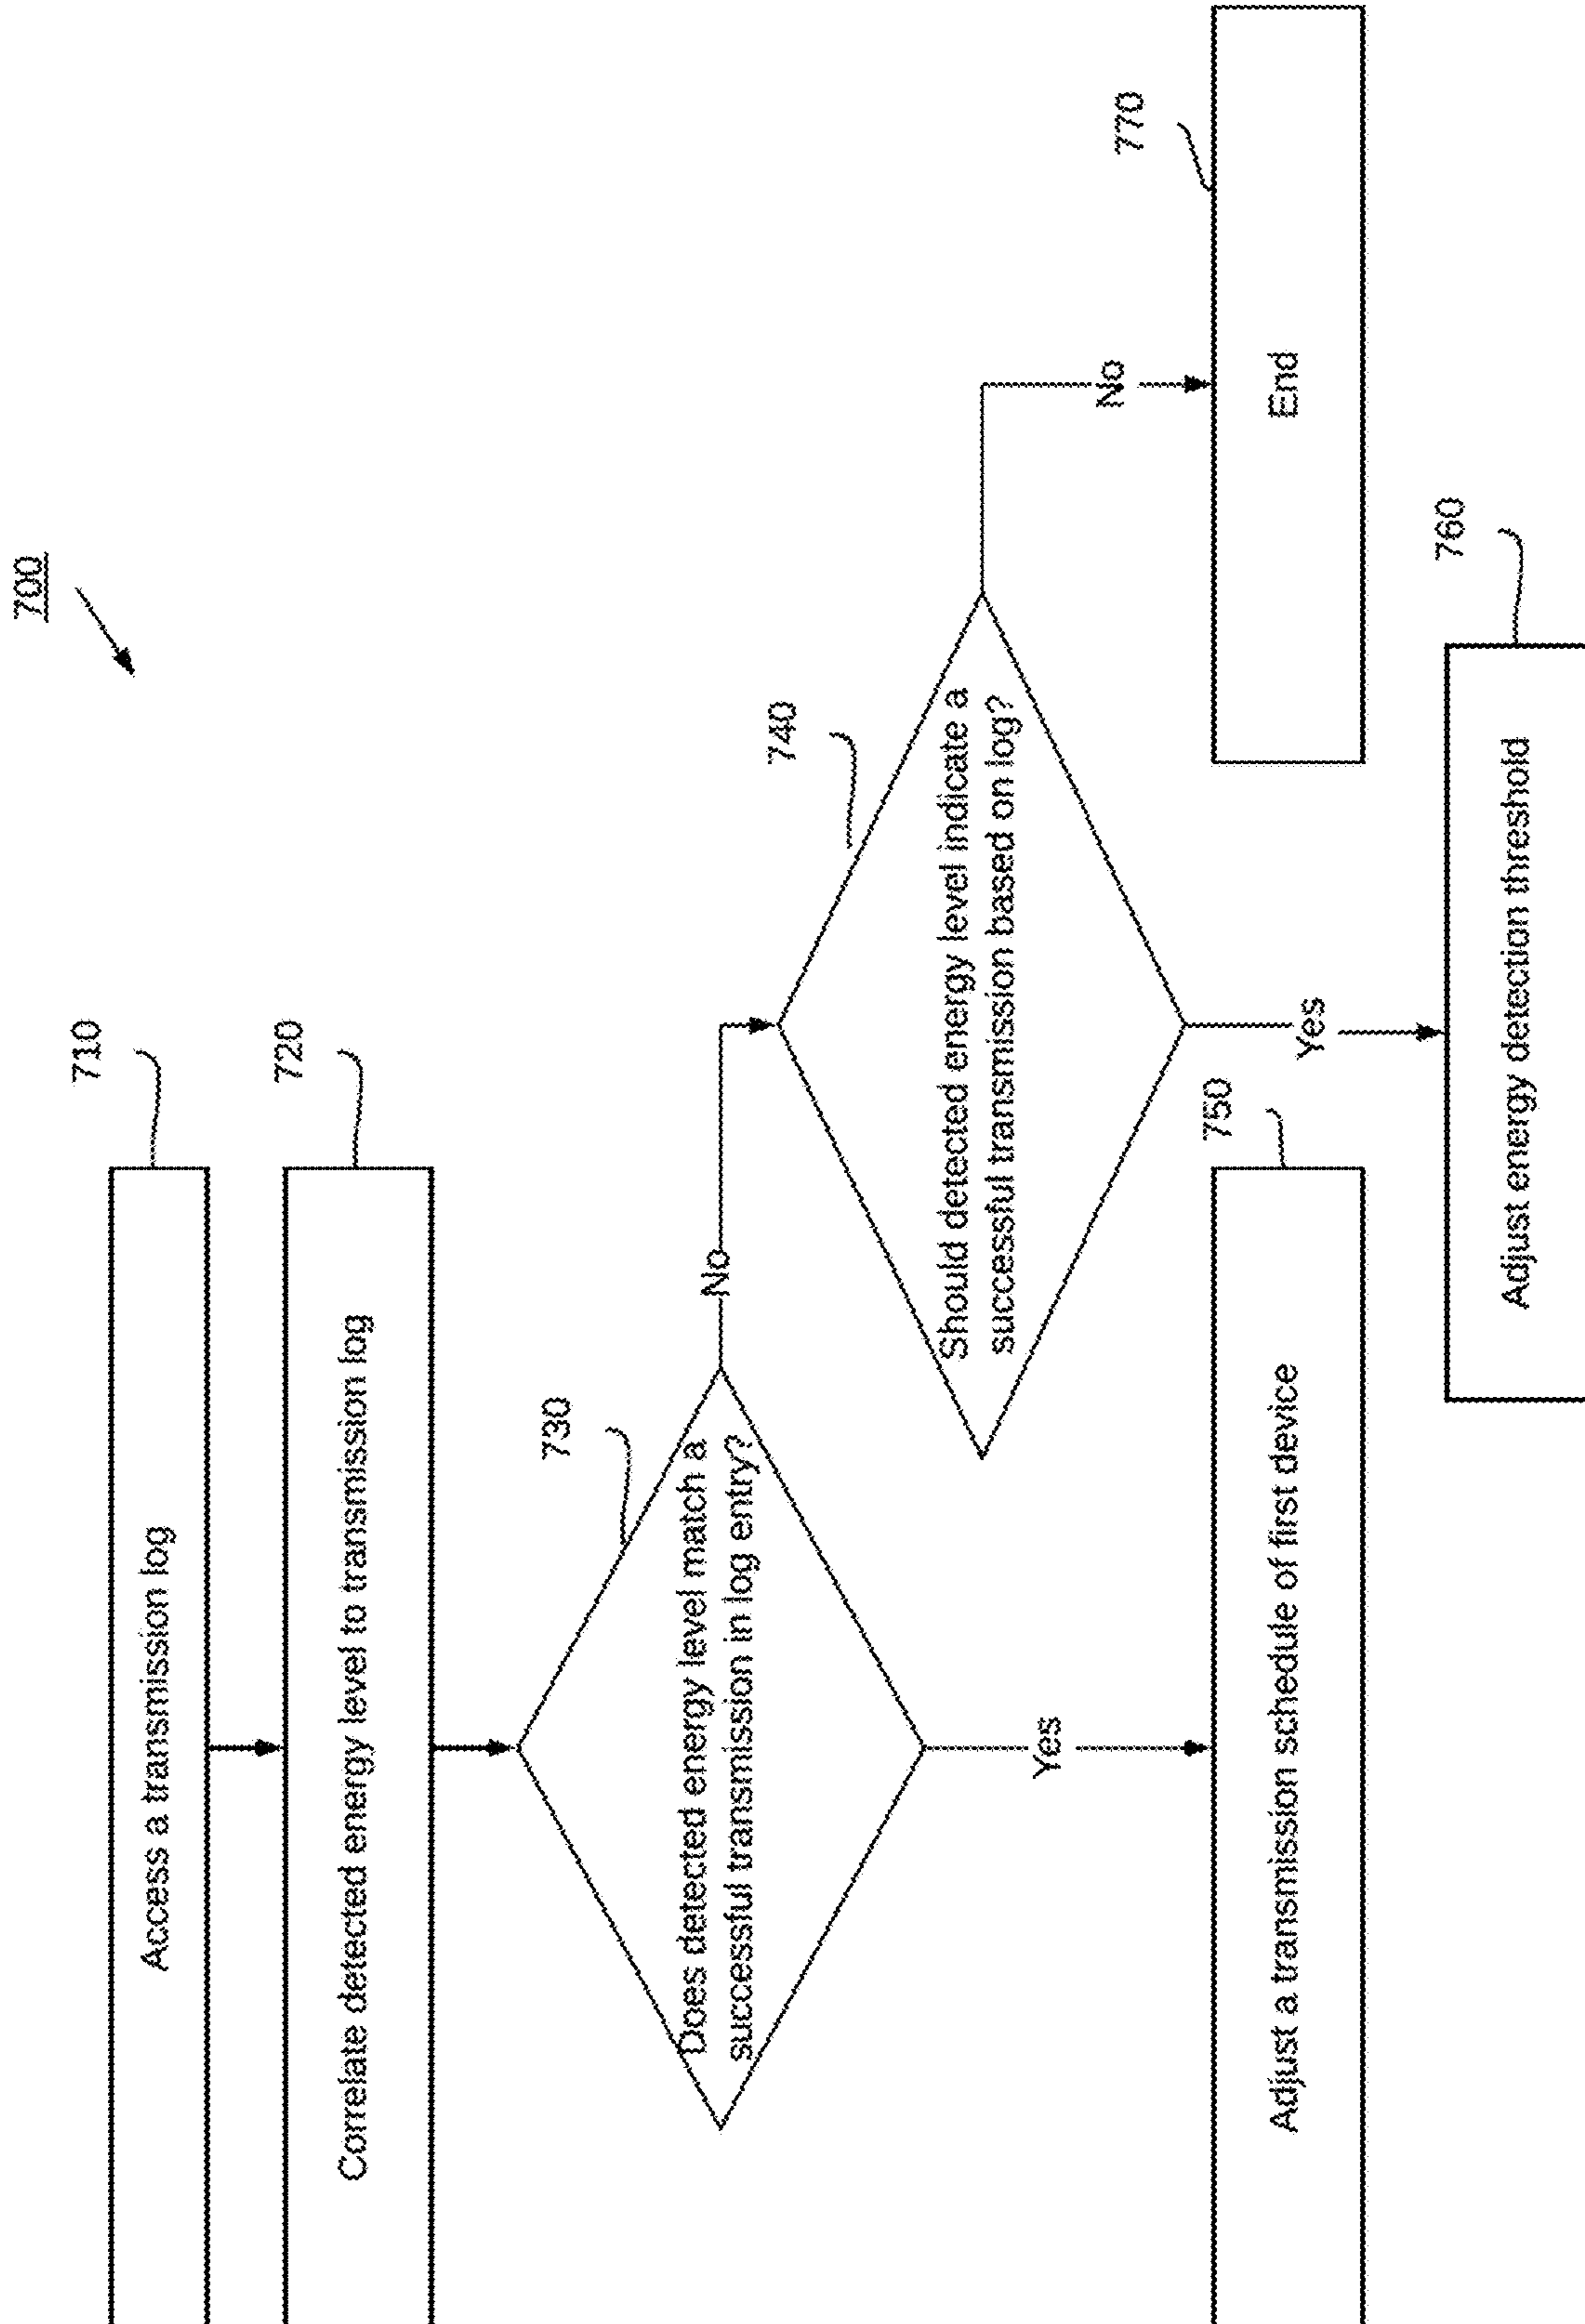 700
710
Access a transmission log
720
Correlate detected energy level to transmission log
730
Does detected energy level match a
successful transmission in log entry?
No
Yes
740
Should detected energy level indicate a
successful transmission based on log?
No
Yes
750
Adjust a transmission schedule of first device
770
End
760
Adjust energy detection threshold